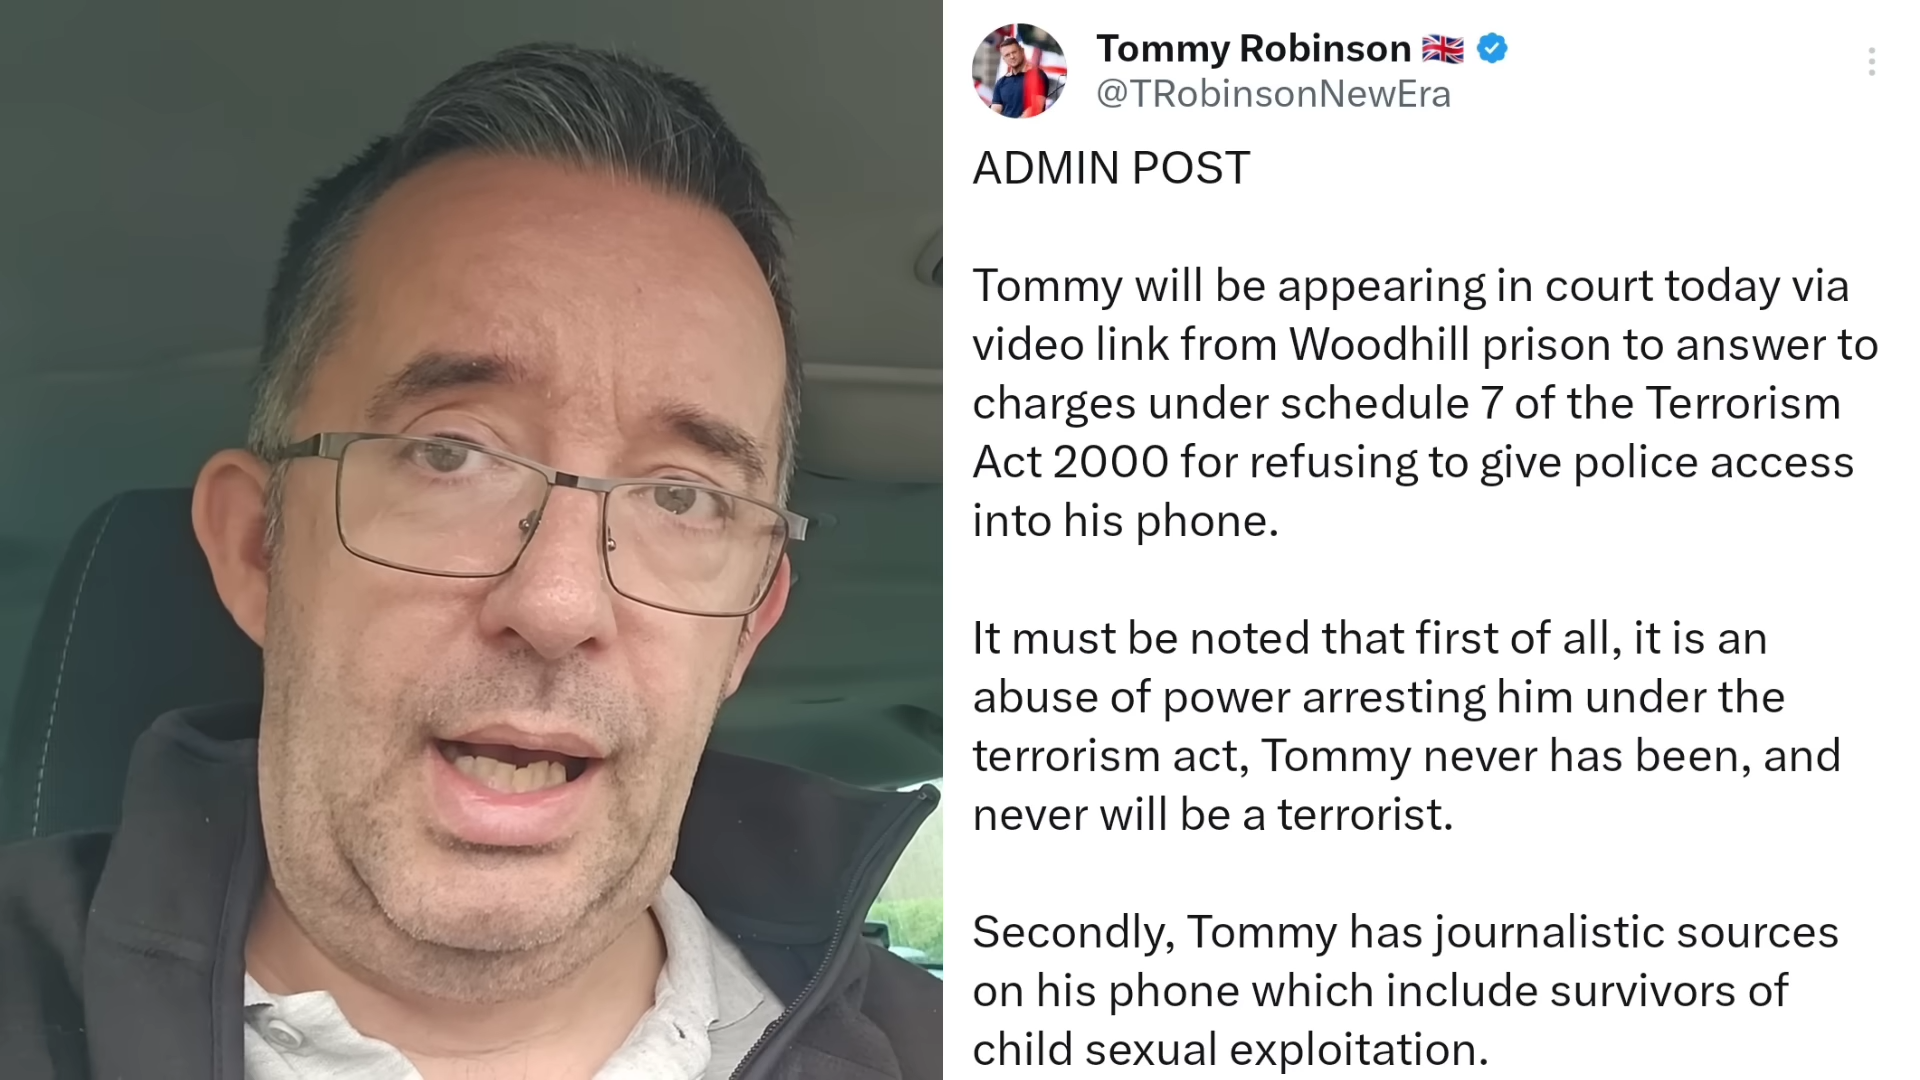 Tommy Robinson 🇬🇧
@TRobinsonNewEra
ADMIN POST
Tommy will be appearing in court today via
video link from Woodhill prison to answer to
charges under schedule 7 of the Terrorism
Act 2000 for refusing to give police access
into his phone.
It must be noted that first of all, it is an
abuse of power arresting him under the
terrorism act, Tommy never has been, and
never will be a terrorist.
Secondly, Tommy has journalistic sources
on his phone which include survivors of
child sexual exploitation.